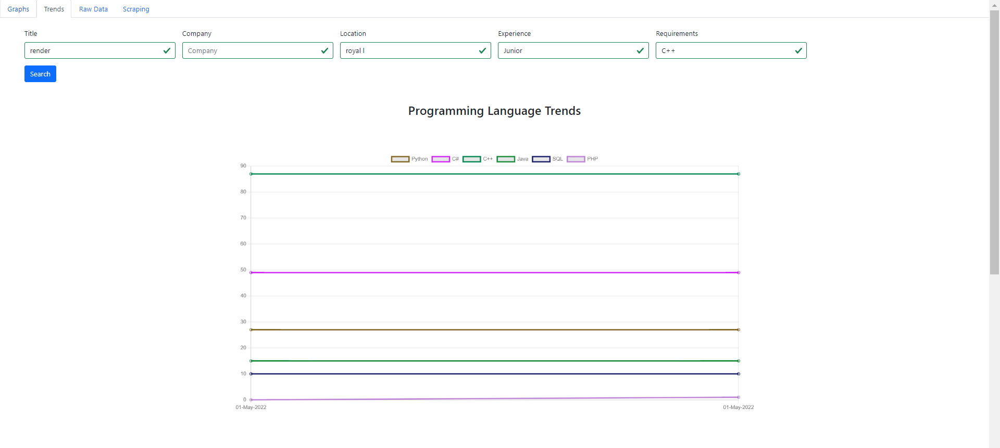 Graphs Trends Raw Data Scraping
Title Company Location Experience Requirements
render Company royal l Junior C++
Search
Programming Language Trends
Python C# C++ Java SQL PHP
90
80
70
60
50
40
30
20
10
0
01-May-2022 01-May-2022